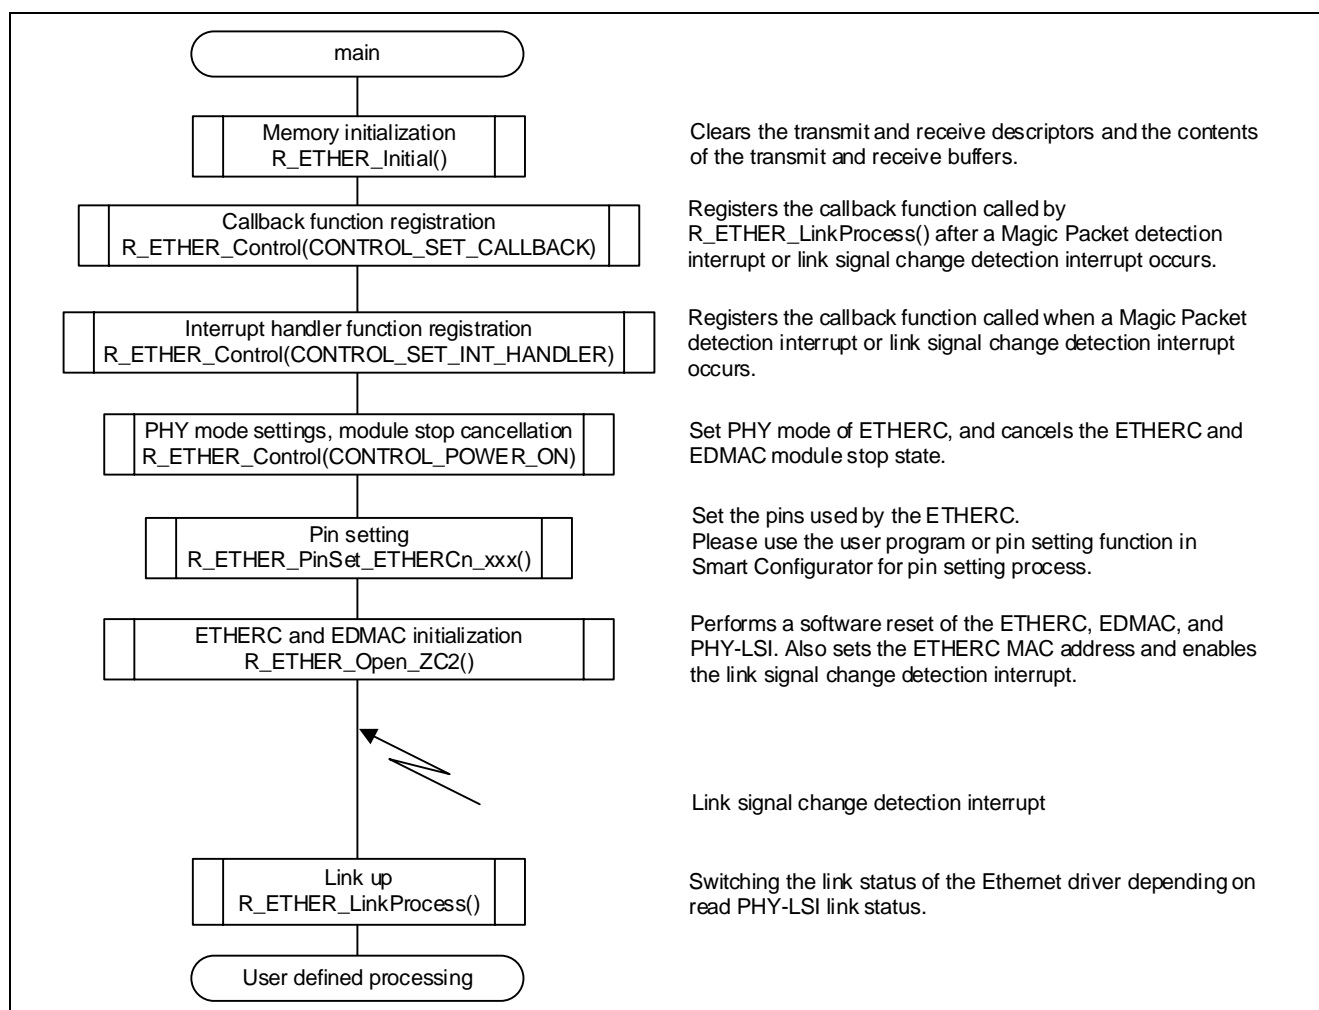 main
Memory initialization
R_ETHER_Initial()
Clears the transmit and receive descriptors and the contents
of the transmit and receive buffers.
Callback function registration
R_ETHER_Control(CONTROL_SET_CALLBACK)
Registers the callback function called by
R_ETHER_LinkProcess() after a Magic Packet detection
interrupt or link signal change detection interrupt occurs.
Interrupt handler function registration
R_ETHER_Control(CONTROL_SET_INT_HANDLER)
Registers the callback function called when a Magic Packet
detection interrupt or link signal change detection interrupt
occurs.
PHY mode settings, module stop cancellation
R_ETHER_Control(CONTROL_POWER_ON)
Set PHY mode of ETHERC, and cancels the ETHERC and
EDMAC module stop state.
Pin setting
R_ETHER_PinSet_ETHERCn_xxx()
Set the pins used by the ETHERC.
Please use the user program or pin setting function in
Smart Configurator for pin setting process.
ETHERC and EDMAC initialization
R_ETHER_Open_ZC2()
Performs a software reset of the ETHERC, EDMAC, and
PHY-LSI. Also sets the ETHERC MAC address and enables
the link signal change detection interrupt.
Link signal change detection interrupt
Link up
R_ETHER_LinkProcess()
Switching the link status of the Ethernet driver depending on
read PHY-LSI link status.
User defined processing